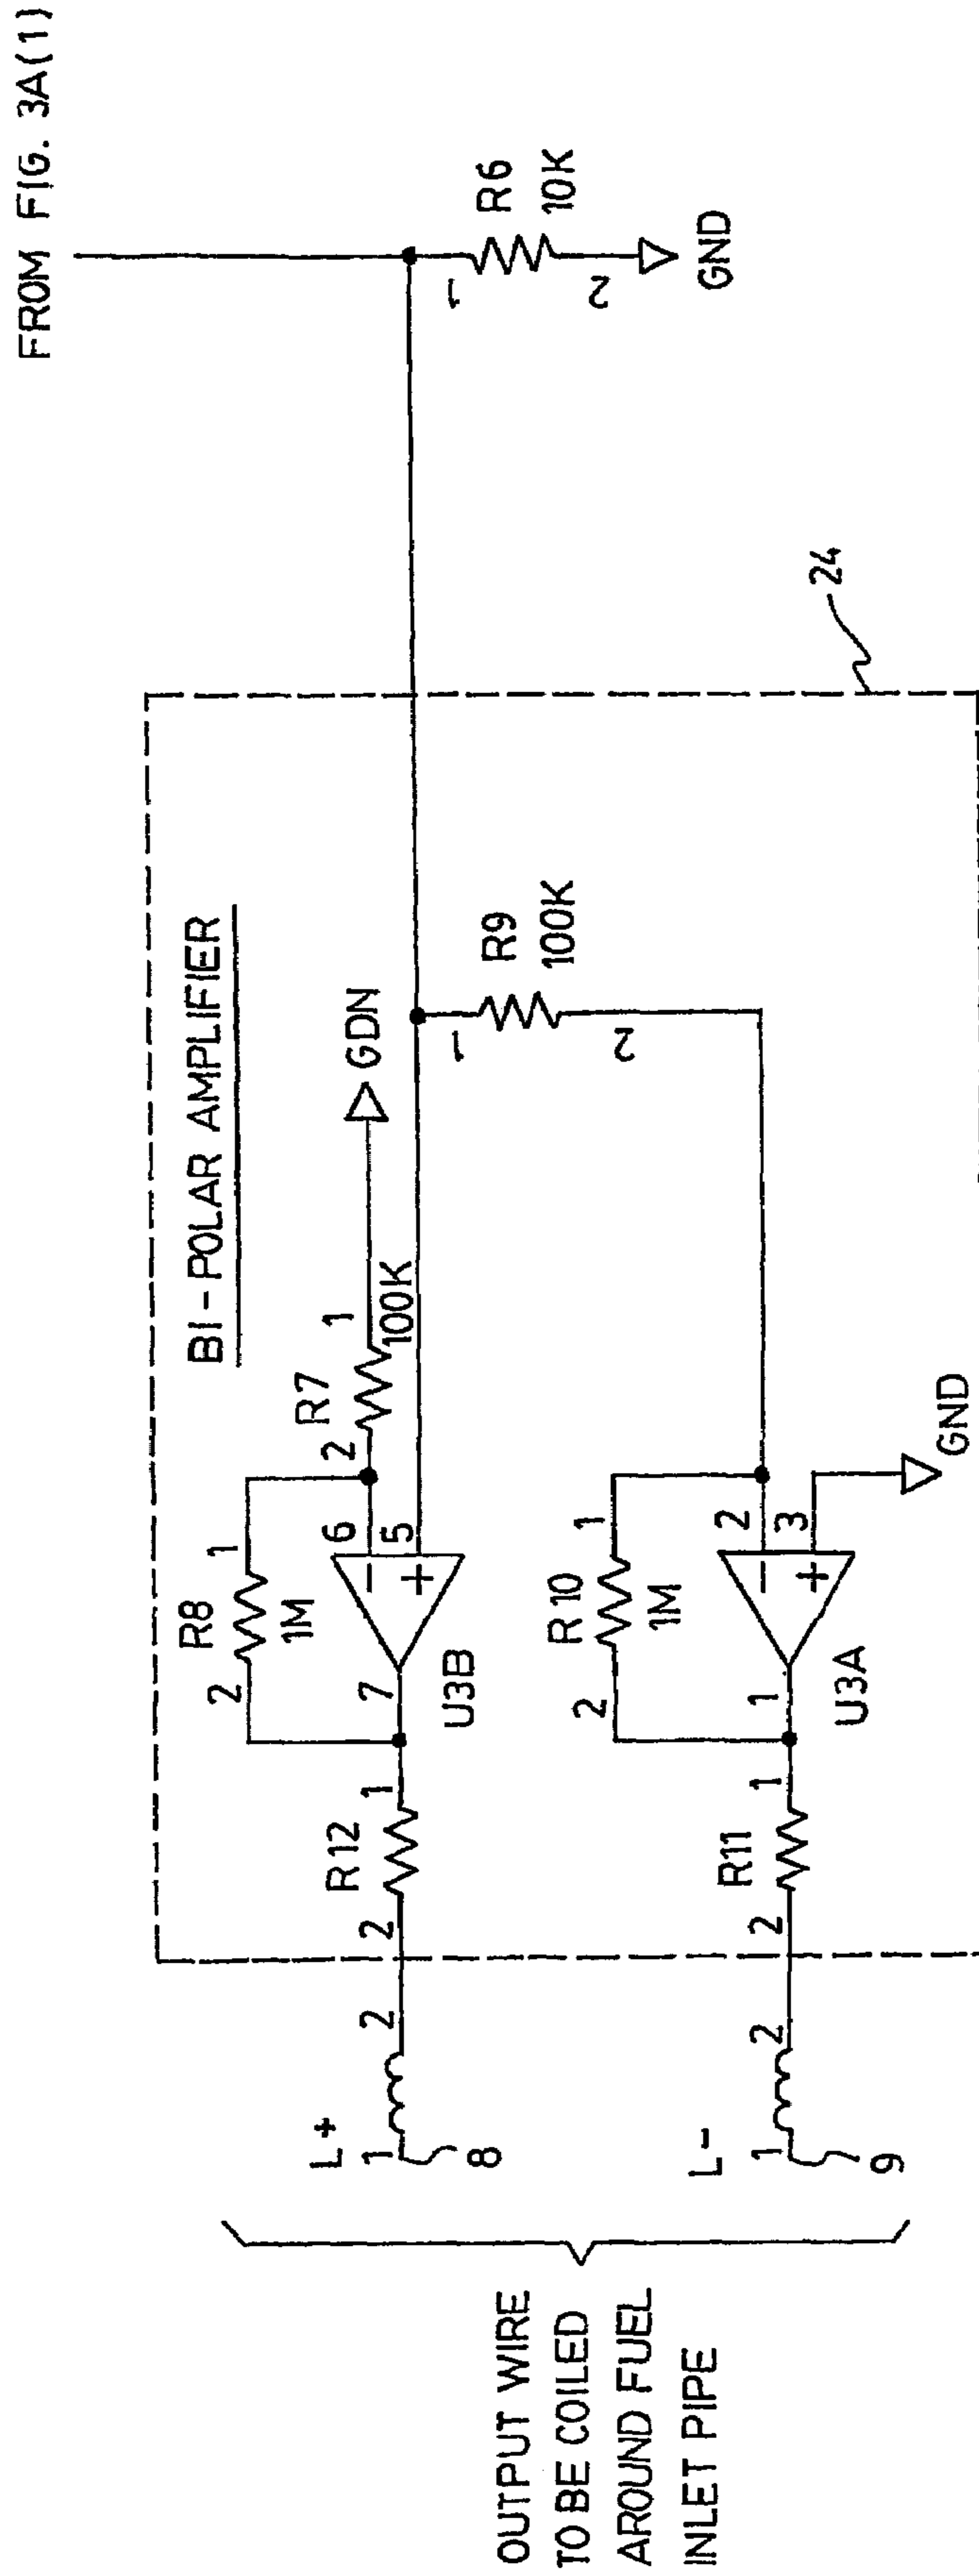 FROM FIG. 3A(1)
R6
10K
1
2
GND
24
BI-POLAR AMPLIFIER
R9
100K
1
2
GDN
R7
1
100K
2
R8
1
1M
2
6
5
-
+
7
U3B
R12
1
2
R10
1
1M
2
2
3
-
+
GND
1
U3A
R11
1
2
L+
2
1
8
L-
2
1
9
OUTPUT WIRE
TO BE COILED
AROUND FUEL
INLET PIPE